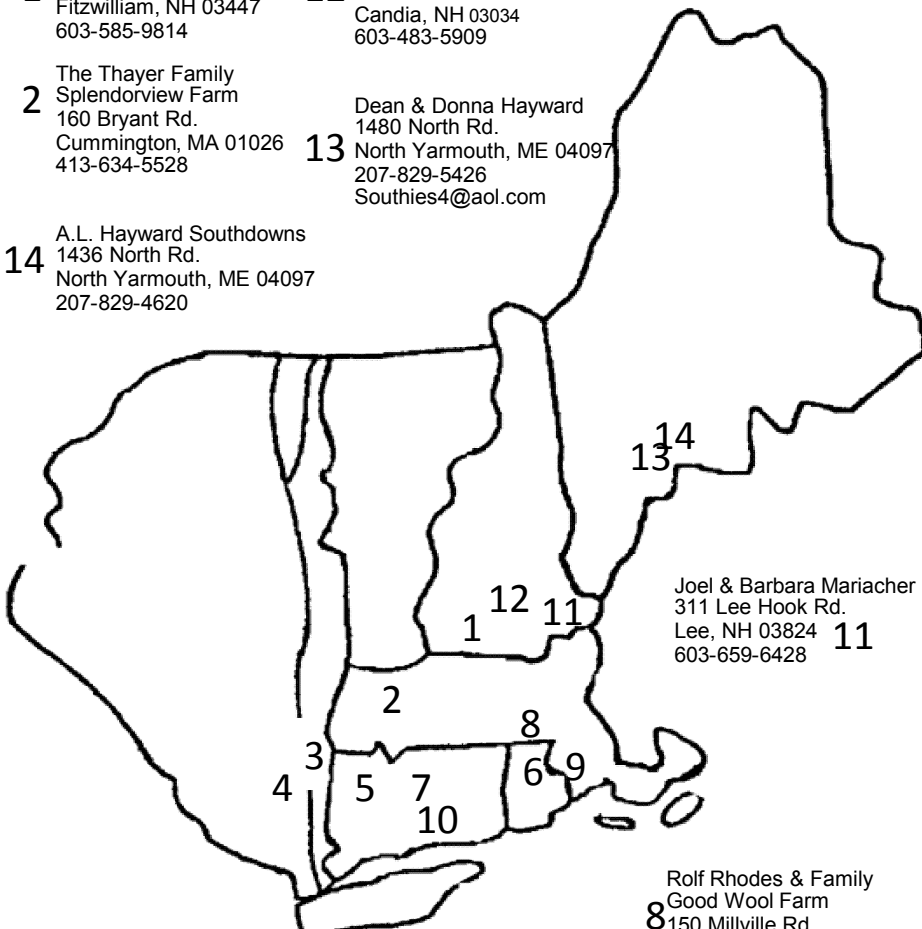 Fitzwilliam, NH 03447
603-585-9814
Candia, NH 03034
603-483-5909
2
The Thayer Family
Splendorview Farm
160 Bryant Rd.
Cummington, MA 01026
413-634-5528
13
Dean & Donna Hayward
1480 North Rd.
North Yarmouth, ME 04097
207-829-5426
Southies4@aol.com
14
A.L. Hayward Southdowns
1436 North Rd.
North Yarmouth, ME 04097
207-829-4620
14
13
12
11
1
Joel & Barbara Mariacher
311 Lee Hook Rd.
Lee, NH 03824
603-659-6428
11
2
8
3
6
9
4
5
7
10
Rolf Rhodes & Family
Good Wool Farm
8
150 Millville Rd